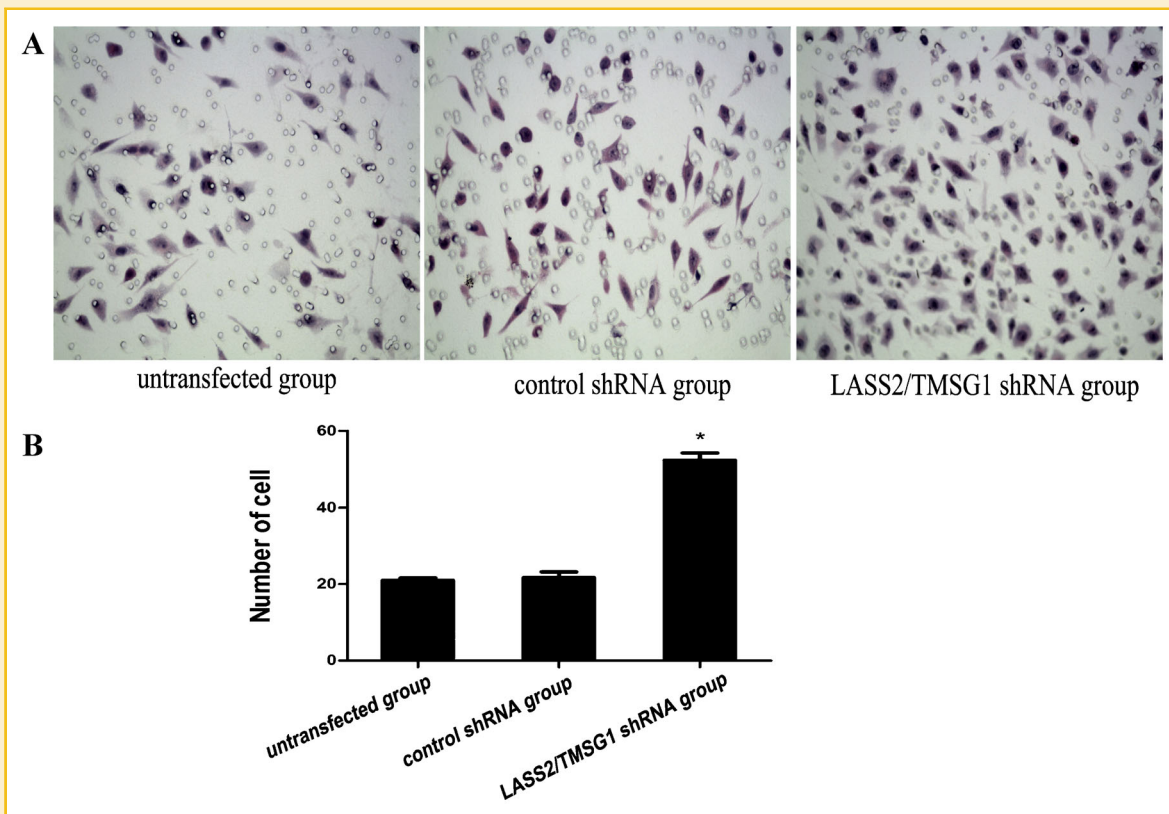 A
untransfected group
control shRNA group
LASS2/TMSG1 shRNA group
B
Number of cell
60
40
20
0
*
untransfected group
control shRNA group
LASS2/TMSG1 shRNA group